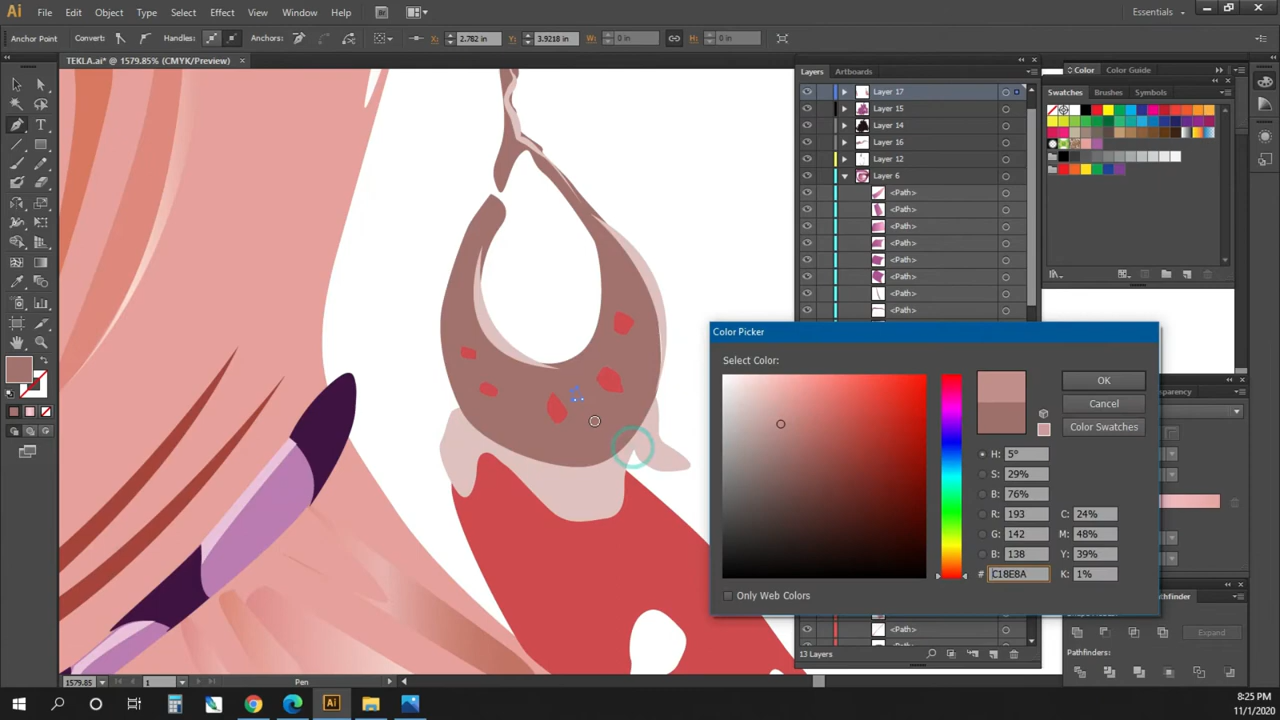 Ai File Edit Object Type Select Effect View Window Help Br Essentials
Anchor Point Convert: Handles: Anchors: X: 2.782 in Y: 3.9218 in W: 0 in H: 0 in
TEKLA.ai* @ 1579.85% (CMYK/Preview)
Layers Artboards
Color Color Guide
Swatches Brushes Symbols
Layer 17
Layer 15
Layer 14
Layer 16
Layer 12
Layer 6
<Path>
<Path>
<Path>
<Path>
<Path>
<Path>
<Path>
<Path>
Color Picker
Select Color:
OK
Cancel
Color Swatches
H: 5°
S: 29%
B: 76%
R: 193 C: 24%
G: 142 M: 48%
B: 138 Y: 39%
# C18E8A K: 1%
Only Web Colors
parency
thfinder
Expand
Pathfinders:
<Path>
13 Layers
1579.85 1 Pen
Ai
8:25 PM
11/1/2020